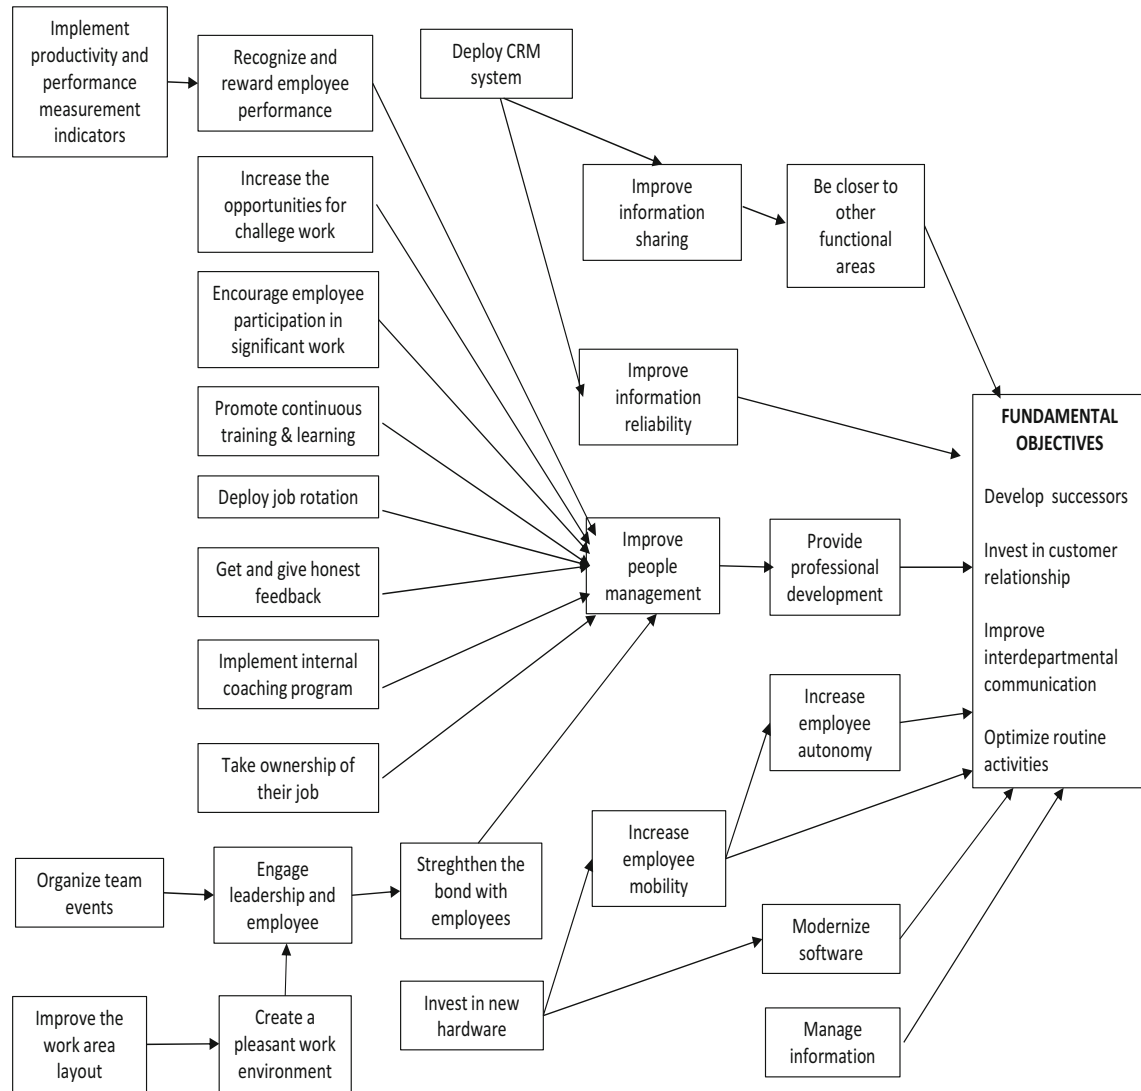 Implement
productivity and
performance
measurement
indicators
Recognize and
reward employee
performance
Deploy CRM
system
Increase the
opportunities for
challege work
Improve
information
sharing
Be closer to
other
functional
areas
Encourage employee
participation in
significant work
Improve
information
reliability
Promote continuous
training & learning
Deploy job rotation
Get and give honest
feedback
Implement internal
coaching program
Take ownership of
their job
Improve
people
management
Provide
professional
development
FUNDAMENTAL
OBJECTIVES
Develop successors
Invest in customer
relationship
Improve
interdepartmental
communication
Optimize routine
activities
Increase
employee
autonomy
Increase
employee
mobility
Organize team
events
Engage
leadership and
employee
Streghthen the
bond with
employees
Modernize
software
Improve the
work area
layout
Create a
pleasant work
environment
Invest in new
hardware
Manage
information